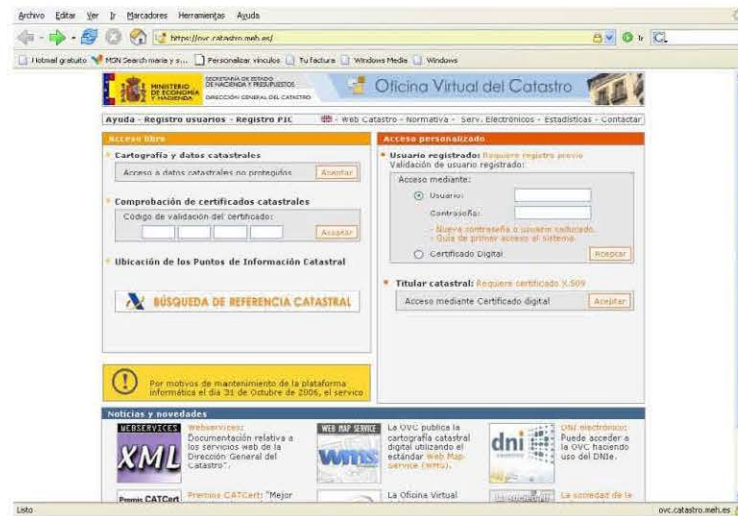 Archivo Editar Ver Ir Marcadores Herramientas Ayuda
https://ovc.catastro.meh.es/
Ir
Hotmail gratuito MSN Search maria y s... Personalizar vínculos Tu factura Windows Media Windows
MINISTERIO DE ECONOMÍA Y HACIENDA
SECRETARÍA DE ESTADO DE HACIENDA Y PRESUPUESTOS
DIRECCIÓN GENERAL DEL CATASTRO
Oficina Virtual del Catastro
Ayuda - Registro usuarios - Registro PIC
Web Catastro - Normativa - Serv. Electrónicos - Estadísticas - Contactar
Acceso libre
Cartografía y datos catastrales
Acceso a datos catastrales no protegidos Aceptar
Comprobación de certificados catastrales
Código de validación del certificado:
Aceptar
Ubicación de los Puntos de Información Catastral
BÚSQUEDA DE REFERENCIA CATASTRAL
Acceso personalizado
Usuario registrado: Requiere registro previo
Validación de usuario registrado:
Acceso mediante:
Usuario:
Contraseña:
- Nueva contraseña o usuario caducado.
- Guía de primer acceso al sistema.
Certificado Digital Aceptar
Titular catastral: Requiere certificado X.509
Acceso mediante Certificado digital Aceptar
Por motivos de mantenimiento de la plataforma
informática el día 31 de Octubre de 2006, el servicio
Noticias y novedades
WEBSERVICES
XML
Webservices:
Documentación relativa a
los servicios web de la
Dirección General del
Catastro".
WEB MAP SERVICE
wms
La OVC publica la
cartografía catastral
digital utilizando el
estándar Web Map
Service (WMS).
dni
DNI electrónico:
Puede acceder a
la OVC haciendo
uso del DNIe.
Premis CATCert
Premios CATCert: "Mejor
La Oficina Virtual
La sociedad de la
Listo
ovc.catastro.meh.es